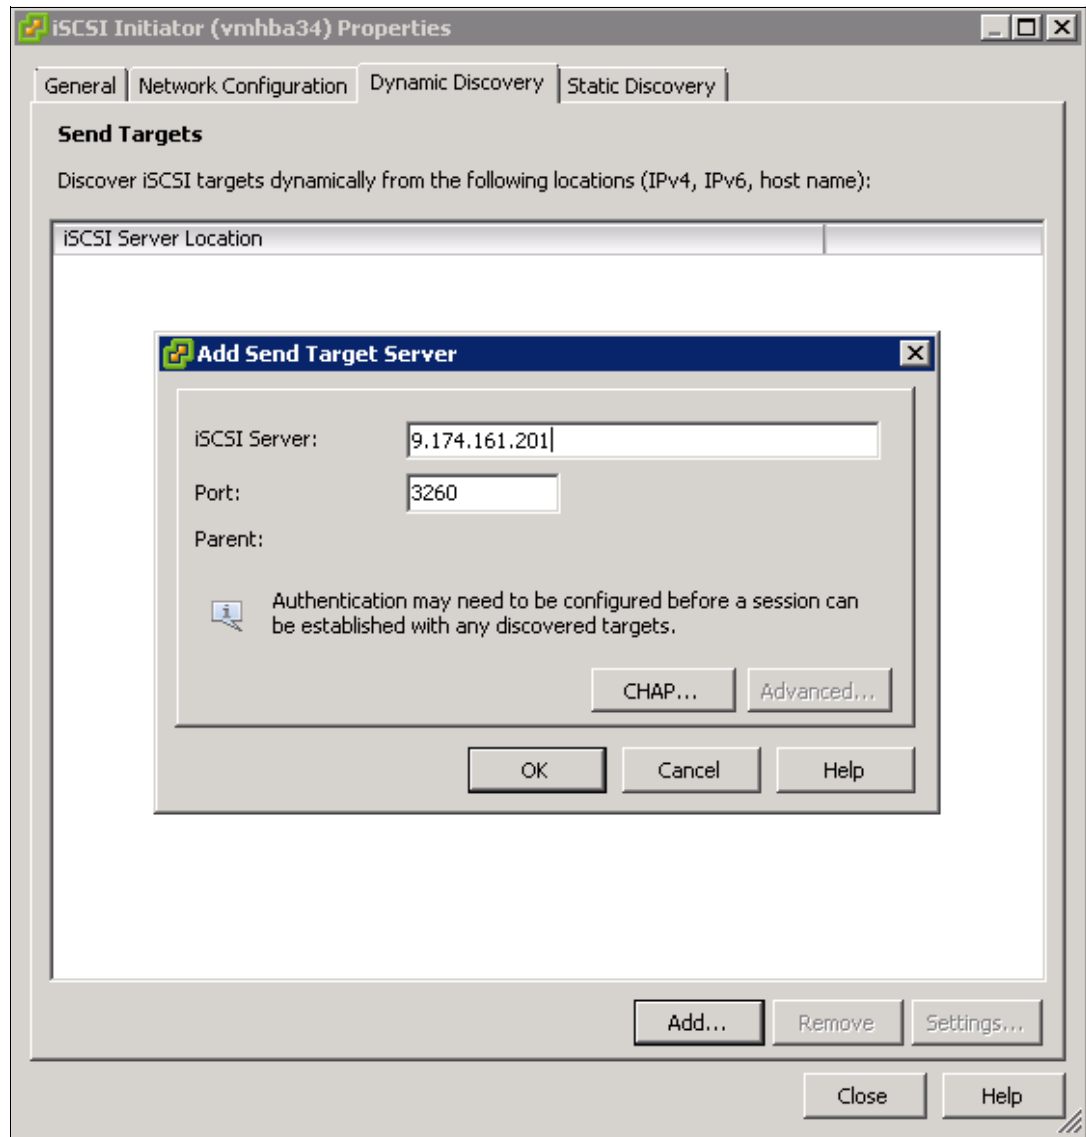 iSCSI Initiator (vmhba34) Properties
General Network Configuration Dynamic Discovery Static Discovery
Send Targets
Discover iSCSI targets dynamically from the following locations (IPv4, IPv6, host name):
iSCSI Server Location
Add Send Target Server
iSCSI Server: 9.174.161.201
Port: 3260
Parent:
Authentication may need to be configured before a session can
be established with any discovered targets.
CHAP... Advanced...
OK Cancel Help
Add... Remove Settings...
Close Help